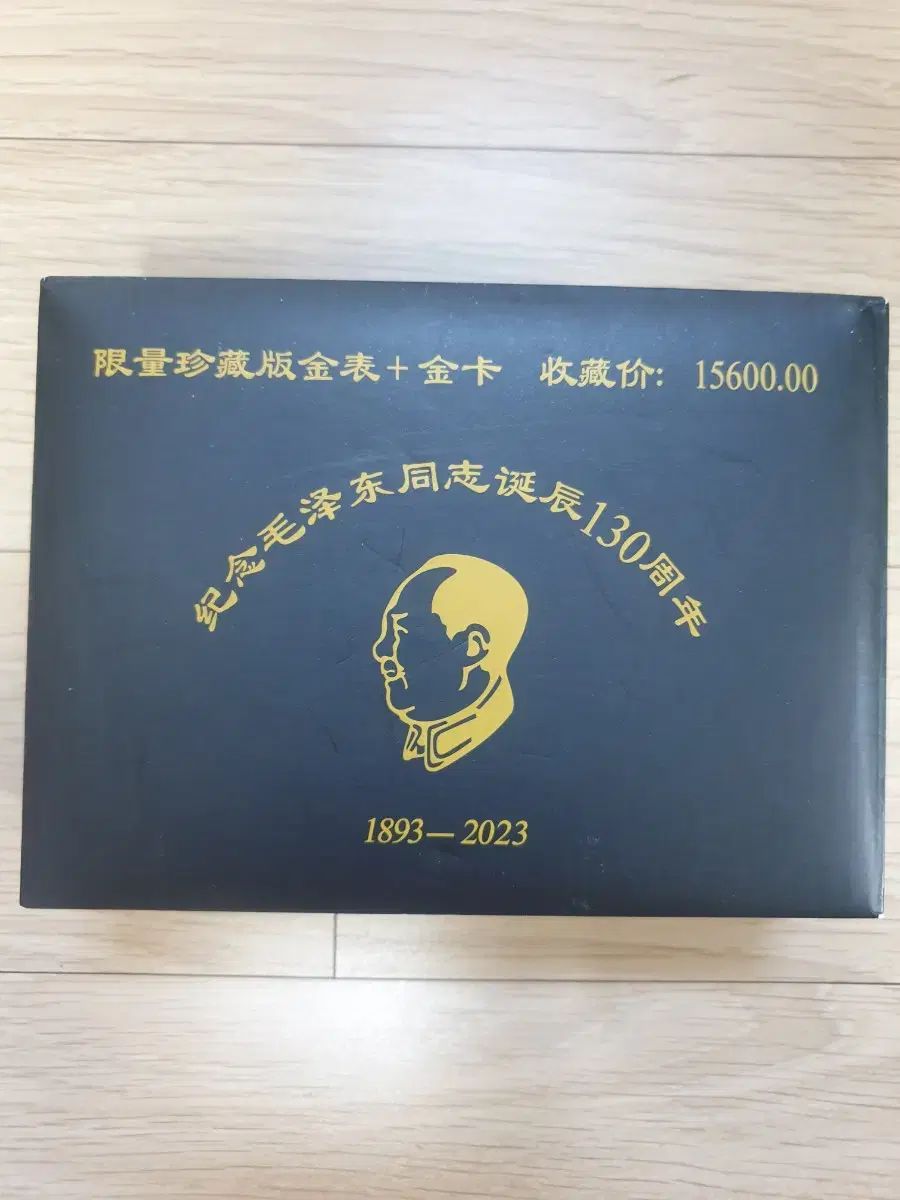 限量珍藏版金表+金卡 收藏价: 15600.00
纪念毛泽东同志诞辰130周年
1893—2023